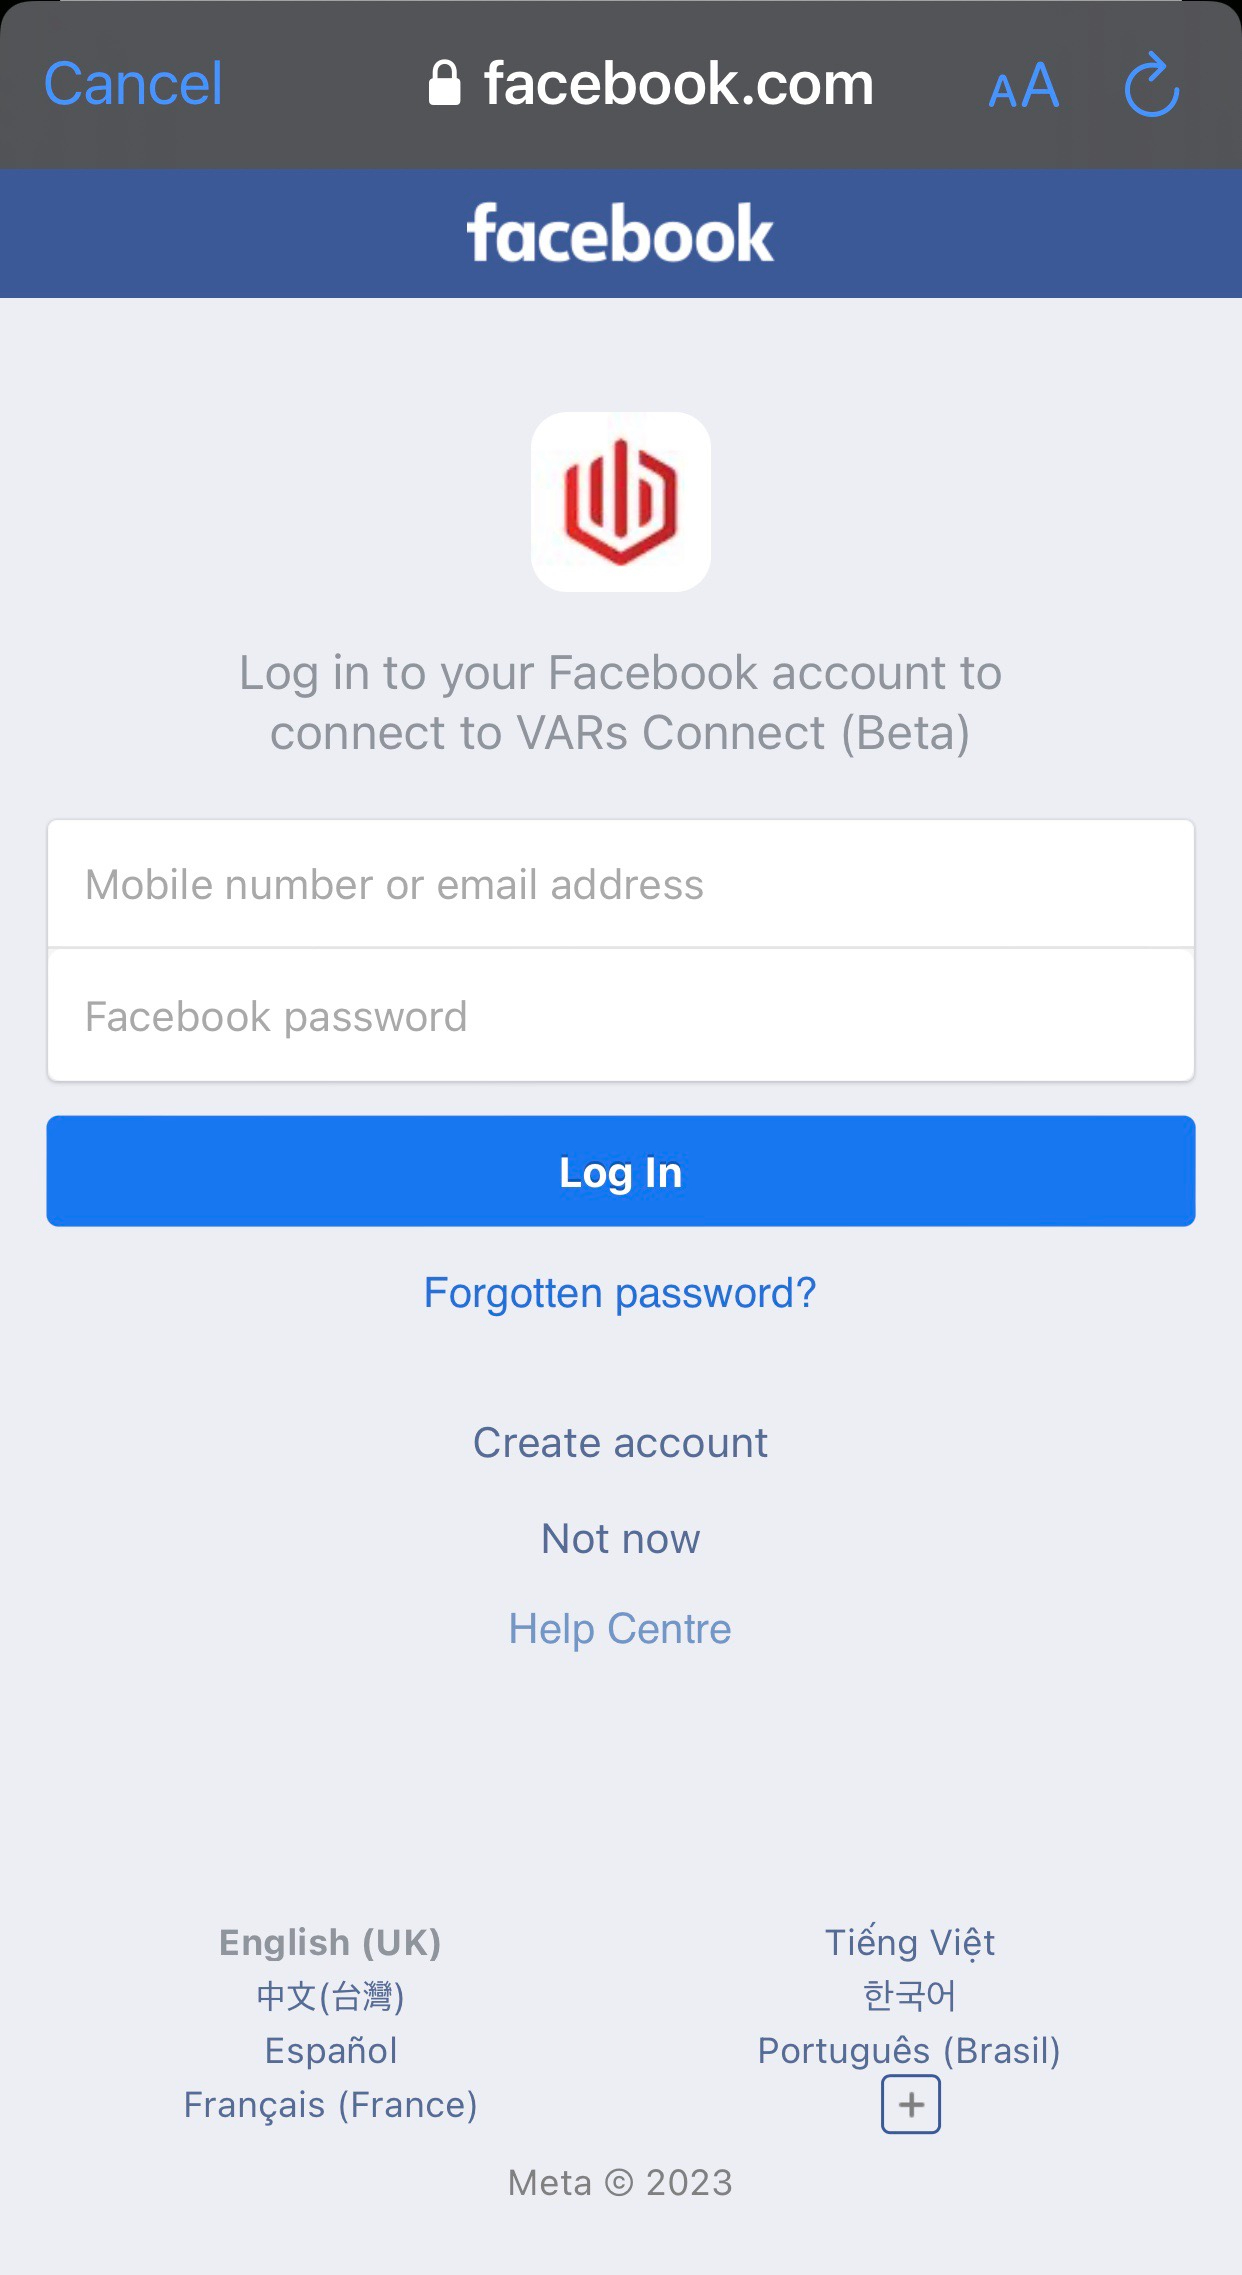 Cancel
facebook.com
AA
facebook
Log in to your Facebook account to
connect to VARs Connect (Beta)
Mobile number or email address
Facebook password
Log In
Forgotten password?
Create account
Not now
Help Centre
English (UK)
Tiếng Việt
中文(台灣)
한국어
Español
Português (Brasil)
Français (France)
+
Meta © 2023